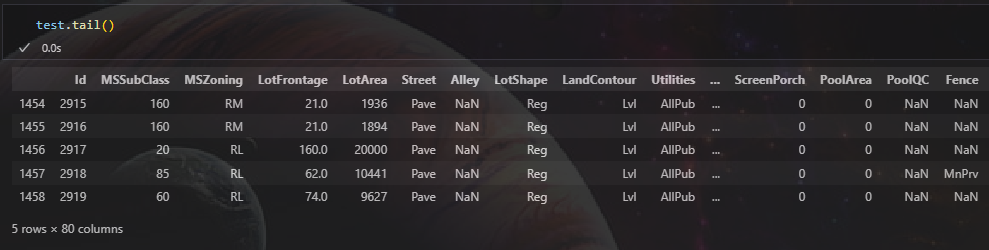 test.tail()
✓ 0.0s
Id MSSubClass MSZoning LotFrontage LotArea Street Alley LotShape LandContour Utilities ... ScreenPorch PoolArea PoolQC Fence
1454 2915 160 RM 21.0 1936 Pave NaN Reg Lvl AllPub ... 0 0 NaN NaN
1455 2916 160 RM 21.0 1894 Pave NaN Reg Lvl AllPub ... 0 0 NaN NaN
1456 2917 20 RL 160.0 20000 Pave NaN Reg Lvl AllPub ... 0 0 NaN NaN
1457 2918 85 RL 62.0 10441 Pave NaN Reg Lvl AllPub ... 0 0 NaN MnPrv
1458 2919 60 RL 74.0 9627 Pave NaN Reg Lvl AllPub ... 0 0 NaN NaN
5 rows × 80 columns